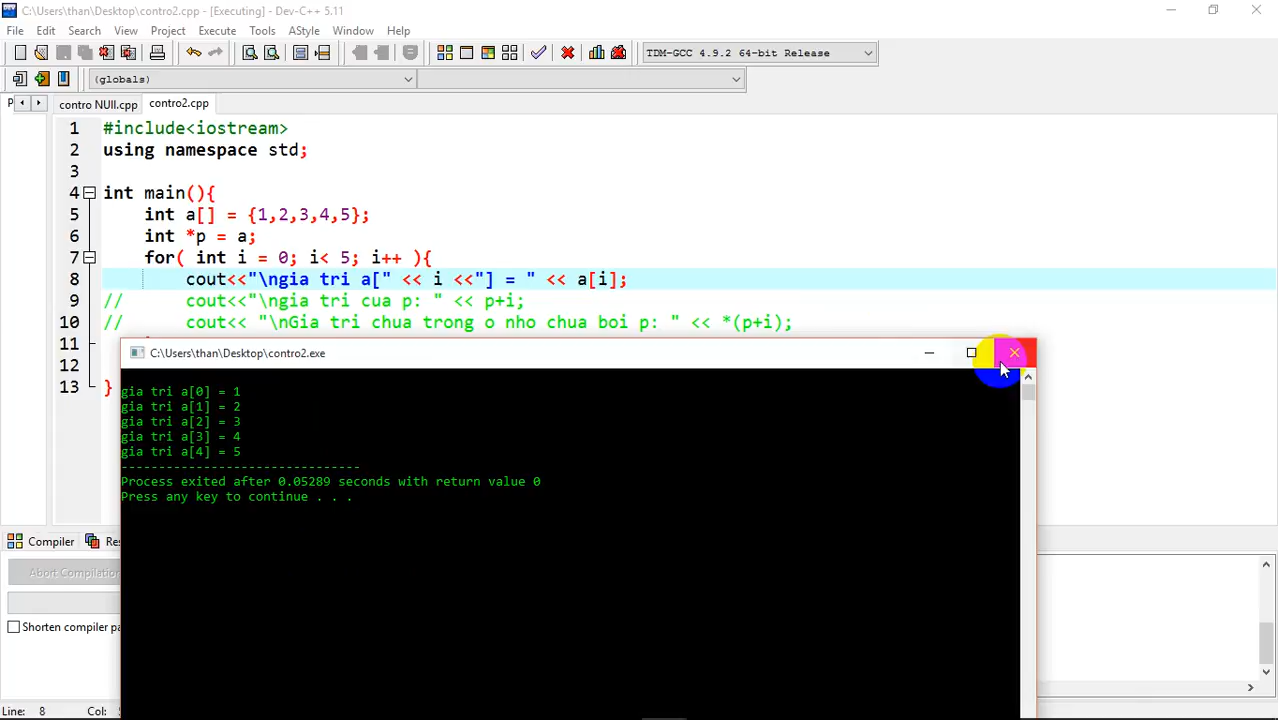 C:\Users\than\Desktop\contro2.cpp - [Executing] - Dev-C++ 5.11
File Edit Search View Project Execute Tools AStyle Window Help
TDM-GCC 4.9.2 64-bit Release
(globals)
P contro NUll.cpp contro2.cpp
1 #include<iostream>
2 using namespace std;
3
4 int main(){
5 int a[] = {1,2,3,4,5};
6 int *p = a;
7 for( int i = 0; i< 5; i++ ){
8 cout<<"\ngia tri a[" << i <<"] = " << a[i];
9 // cout<<"\ngia tri cua p: " << p+i;
10 // cout<< "\nGia tri chua trong o nho chua boi p: " << *(p+i);
11
12
13 }
C:\Users\than\Desktop\contro2.exe
gia tri a[0] = 1
gia tri a[1] = 2
gia tri a[2] = 3
gia tri a[3] = 4
gia tri a[4] = 5
--------------------------------
Process exited after 0.05289 seconds with return value 0
Press any key to continue . . .
Compiler Res
Abort Compilation
Shorten compiler pa
Line: 8 Col: